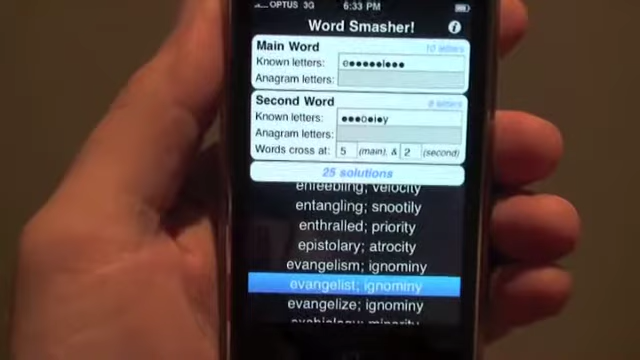 OPTUS 3G 6:33 PM
Word Smasher!
Main Word 10 letters
Known letters: e●●●●●l●●●
Anagram letters:
Second Word 8 letters
Known letters: ●●●o●i●y
Anagram letters:
Words cross at: 5 (main), & 2 (second)
25 solutions
enfeebling; velocity
entangling; snootily
enthralled; priority
epistolary; atrocity
evangelism; ignominy
evangelist; ignominy
evangelize; ignominy
exobiology; minority